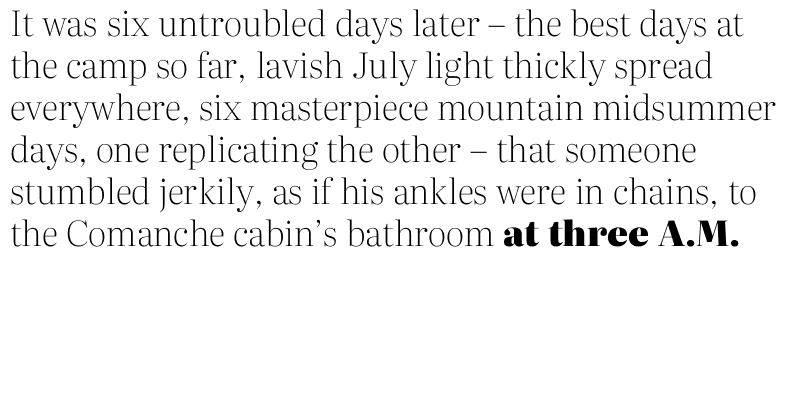 It was six untroubled days later – the best days at
the camp so far, lavish July light thickly spread
everywhere, six masterpiece mountain midsummer
days, one replicating the other – that someone
stumbled jerkily, as if his ankles were in chains, to
the Comanche cabin’s bathroom at three A.M.